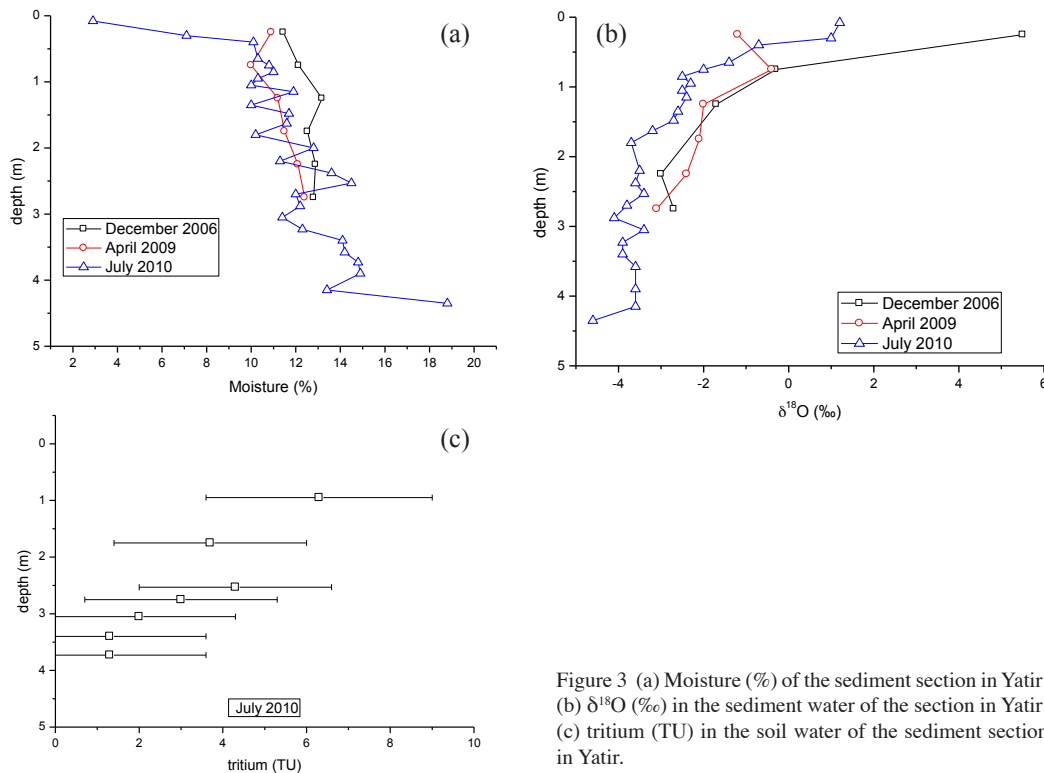 (a)
0
1
2
3
4
5
depth (m)
December 2006
April 2009
July 2010
2 4 6 8 10 12 14 16 18 20
Moisture (%)
(b)
0
1
2
3
4
5
depth (m)
December 2006
April 2009
July 2010
-4 -2 0 2 4 6
δ¹⁸O (‰)
(c)
0
1
2
3
4
5
depth (m)
July 2010
0 2 4 6 8 10
tritium (TU)
Figure 3 (a) Moisture (%) of the sediment section in Yatir
(b) δ¹⁸O (‰) in the sediment water of the section in Yatir
(c) tritium (TU) in the soil water of the sediment section
in Yatir.